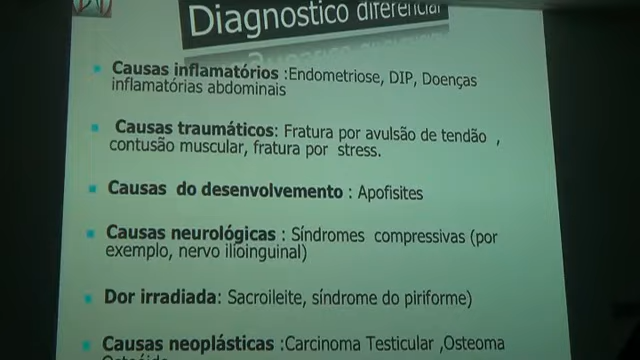 Diagnostico diferencial
Causas inflamatórios :Endometriose, DIP, Doenças
inflamatórias abdominais
Causas traumáticos: Fratura por avulsão de tendão ,
contusão muscular, fratura por stress.
Causas do desenvolvemento : Apofisites
Causas neurológicas : Síndromes compressivas (por
exemplo, nervo ilioinguinal)
Dor irradiada: Sacroileite, síndrome do piriforme)
Causas neoplásticas :Carcinoma Testicular ,Osteoma
Osteóide